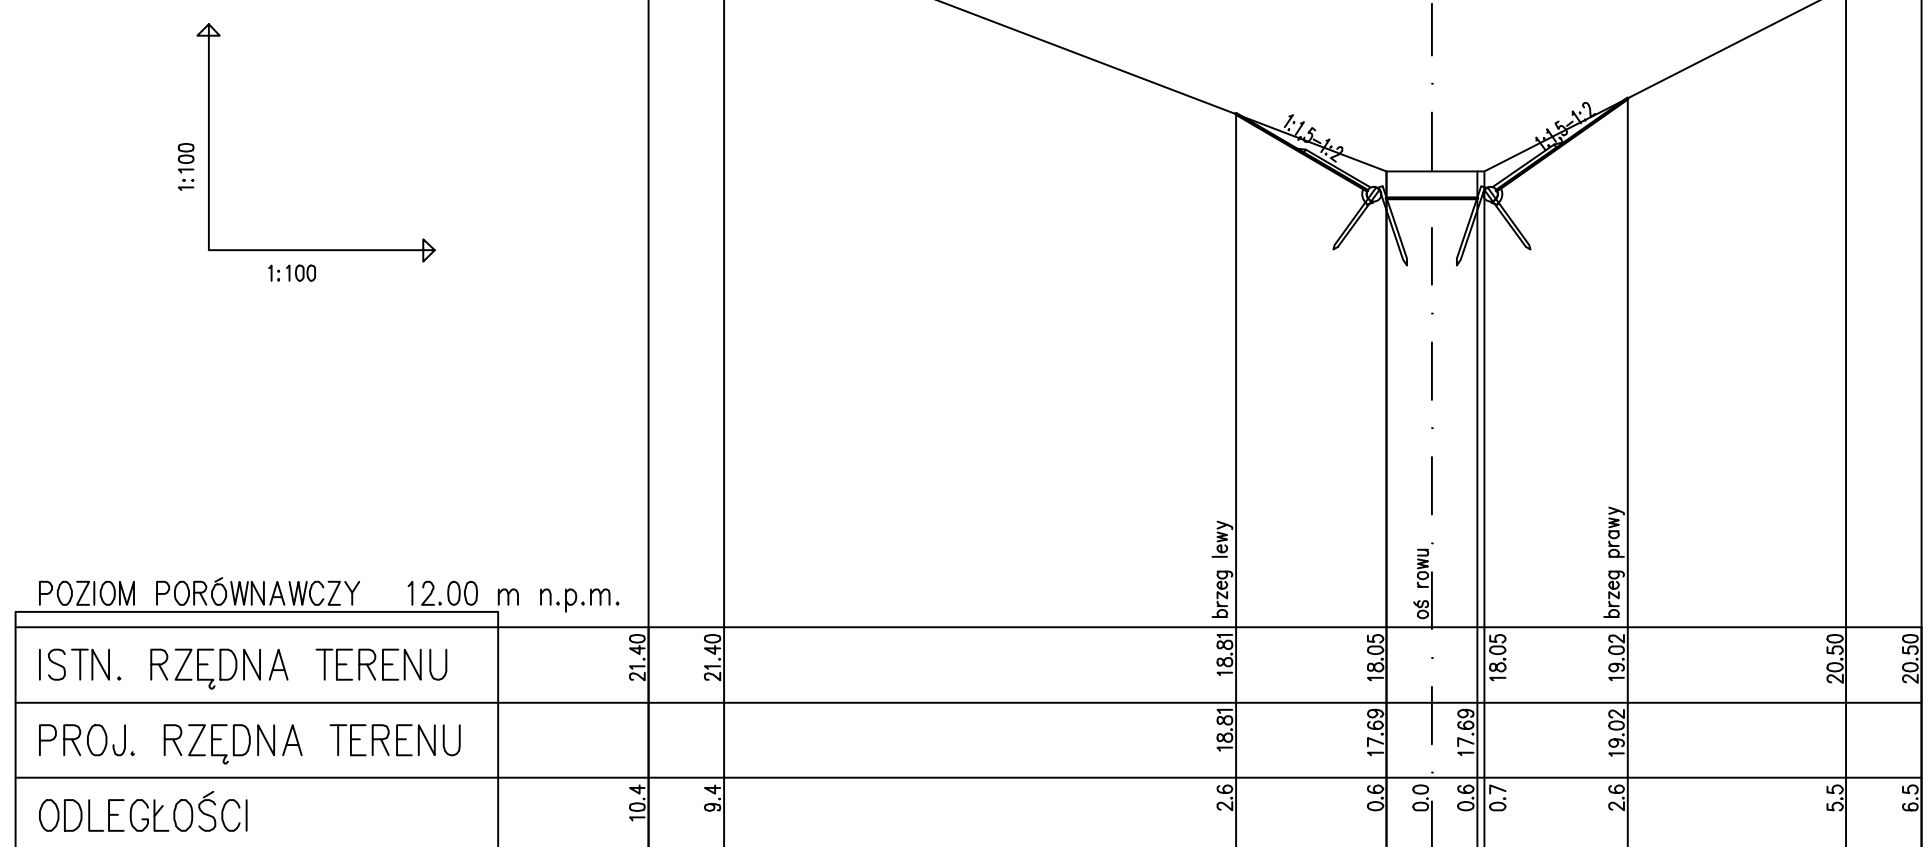 1:1,5-1:2
1:1,5-1:2
1:100
1:100
brzeg lewy
oś rowu
brzeg prawy
POZIOM PORÓWNAWCZY 12.00 m n.p.m.
ISTN. RZĘDNA TERENU 21.40 21.40 18.81 18.05 18.05 19.02 20.50 20.50
PROJ. RZĘDNA TERENU 18.81 17.69 17.69 19.02
ODLEGŁOŚCI 10.4 9.4 2.6 0.6 0.0 0.6 0.7 2.6 5.5 6.5